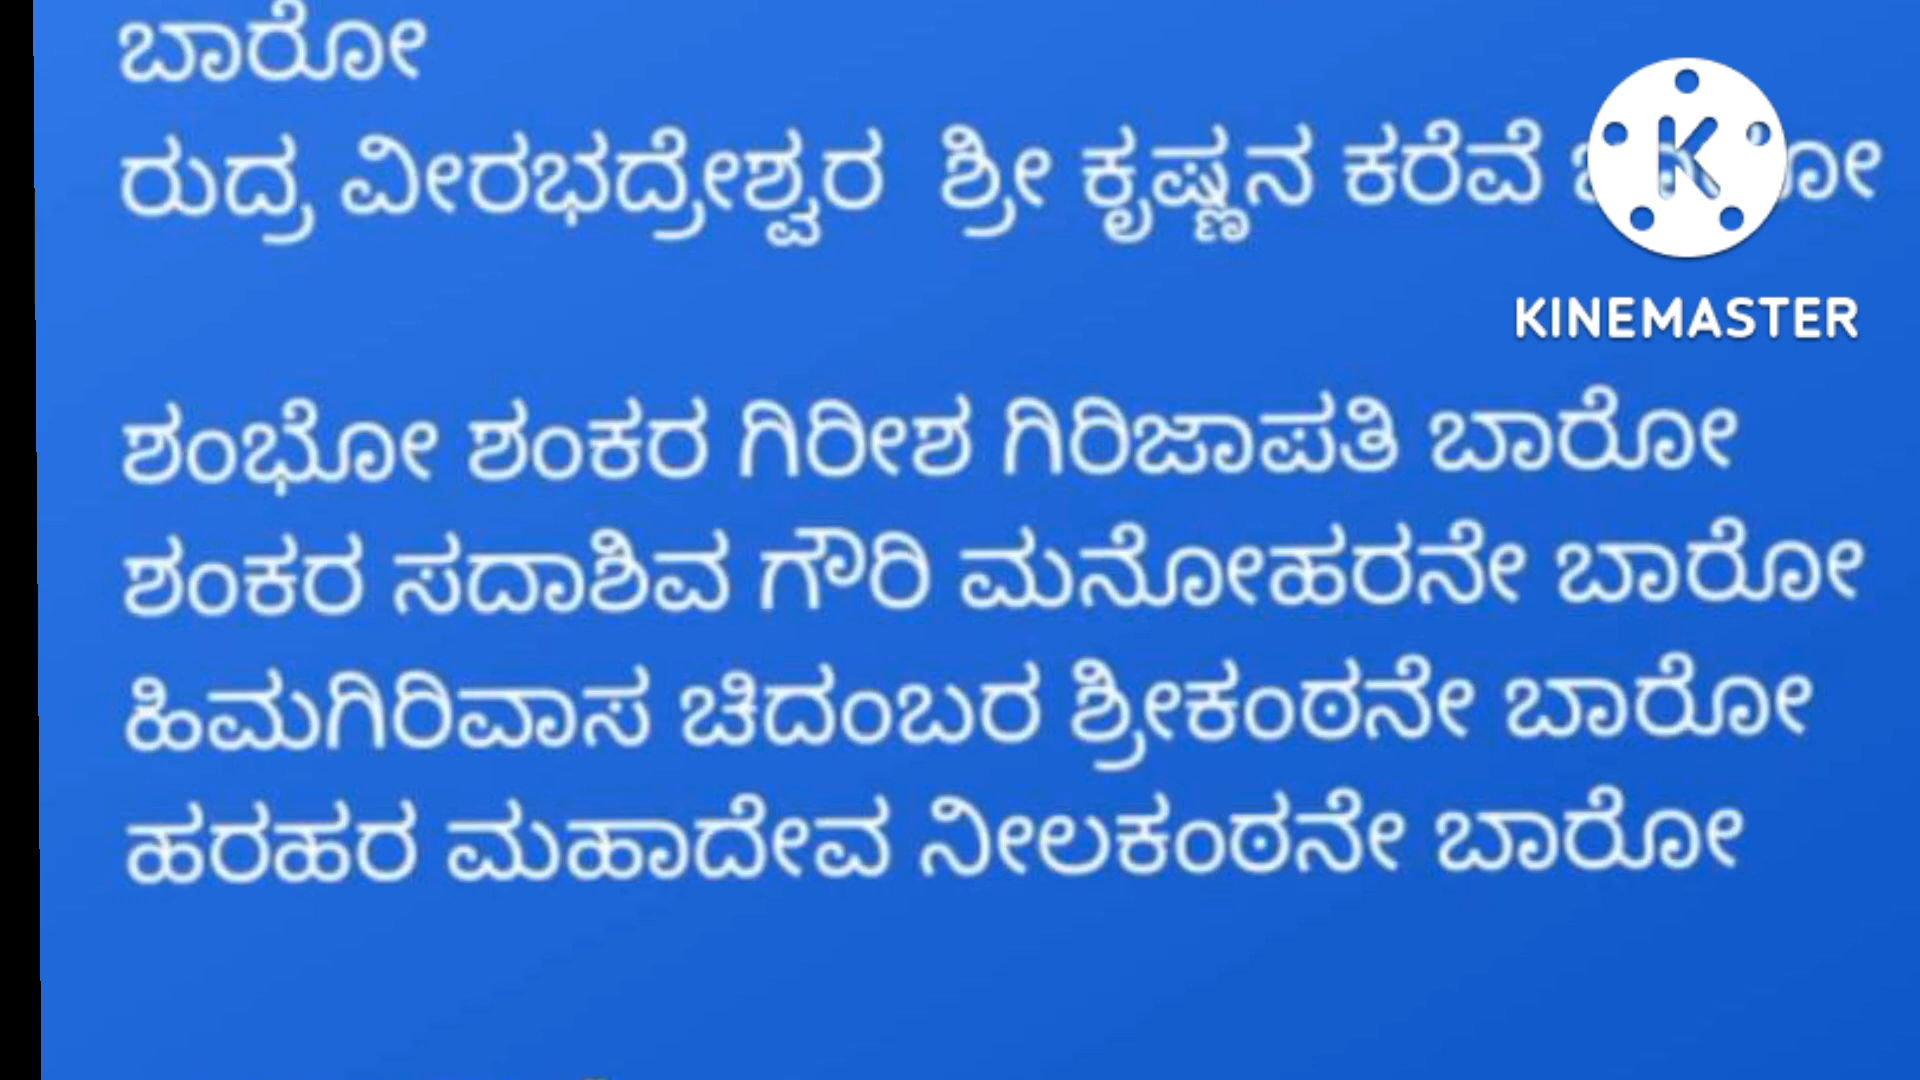 ಬಾರೋ
ರುದ್ರ ವೀರಭದ್ರೇಶ್ವರ ಶ್ರೀ ಕೃಷ್ಣನ ಕರೆವೆ
KINEMASTER
ಶಂಭೋ ಶಂಕರ ಗಿರೀಶ ಗಿರಿಜಾಪತಿ ಬಾರೋ
ಶಂಕರ ಸದಾಶಿವ ಗೌರಿ ಮನೋಹರನೇ ಬಾರೋ
ಹಿಮಗಿರಿವಾಸ ಚಿದಂಬರ ಶ್ರೀಕಂಠನೇ ಬಾರೋ
ಹರಹರ ಮಹಾದೇವ ನೀಲಕಂಠನೇ ಬಾರೋ